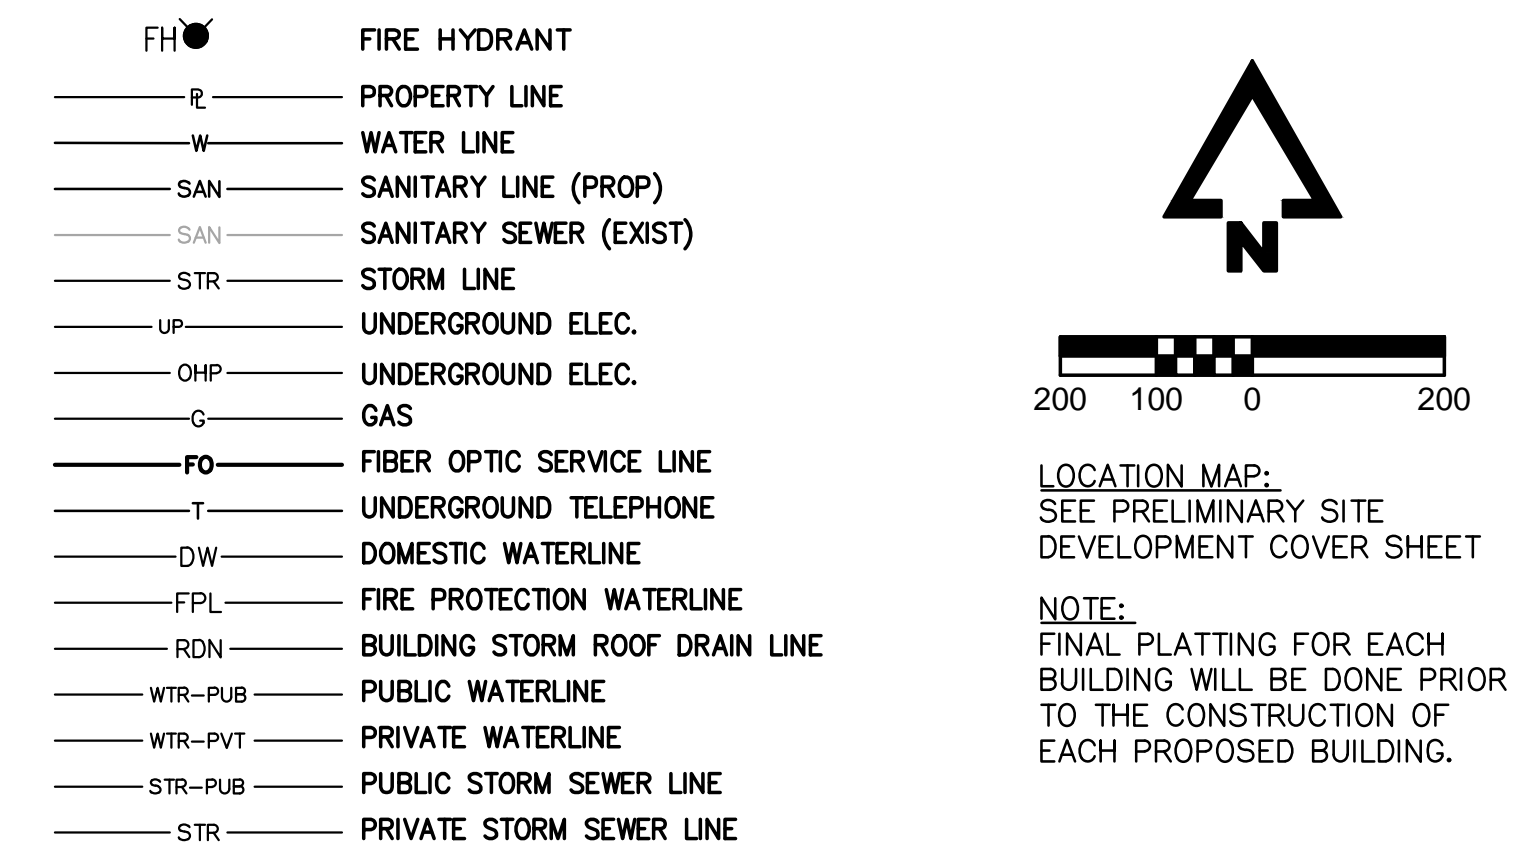 FH FIRE HYDRANT
PL PROPERTY LINE
W WATER LINE
SAN SANITARY LINE (PROP)
SAN SANITARY SEWER (EXIST)
STR STORM LINE
UP UNDERGROUND ELEC.
OHP UNDERGROUND ELEC.
G GAS
FO FIBER OPTIC SERVICE LINE
T UNDERGROUND TELEPHONE
DW DOMESTIC WATERLINE
FPL FIRE PROTECTION WATERLINE
RDN BUILDING STORM ROOF DRAIN LINE
WTR-PUB PUBLIC WATERLINE
WTR-PVT PRIVATE WATERLINE
STR-PUB PUBLIC STORM SEWER LINE
STR PRIVATE STORM SEWER LINE
N
200 100 0 200
LOCATION MAP:
SEE PRELIMINARY SITE
DEVELOPMENT COVER SHEET
NOTE:
FINAL PLATTING FOR EACH
BUILDING WILL BE DONE PRIOR
TO THE CONSTRUCTION OF
EACH PROPOSED BUILDING.